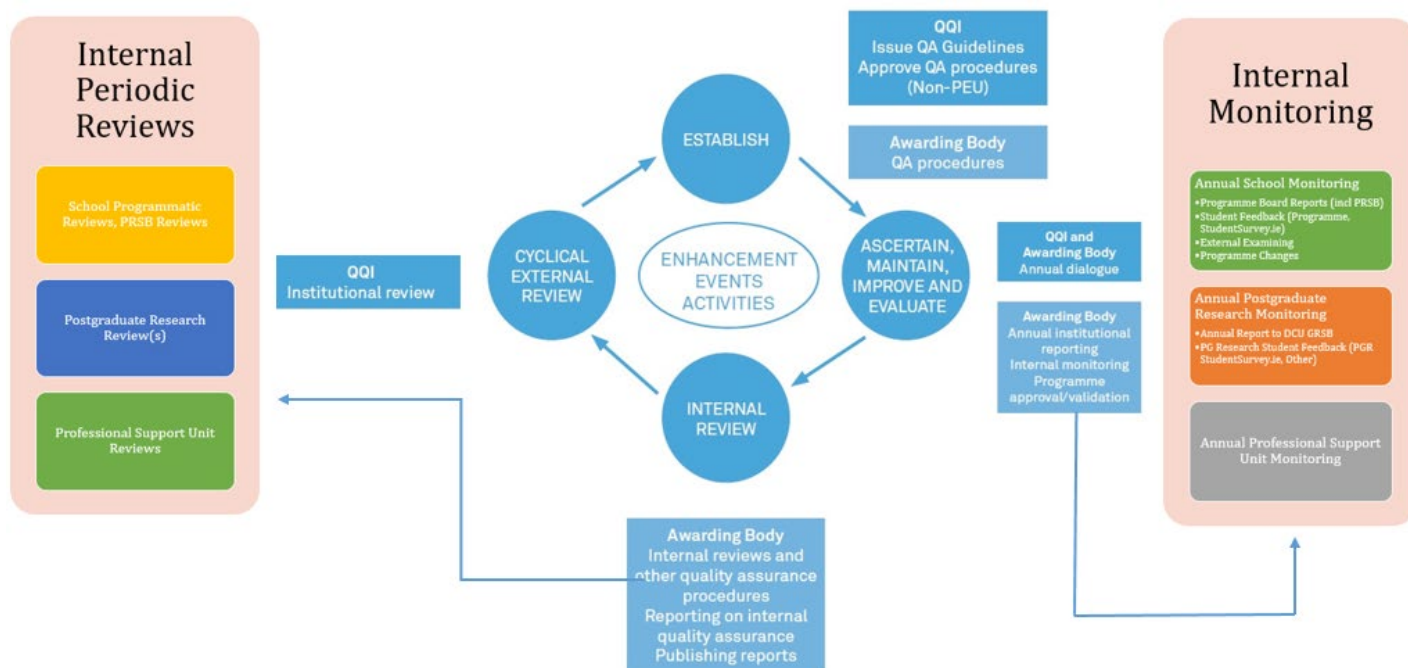 Internal
Periodic
Reviews
School Programmatic
Reviews, PRSB Reviews
Postgraduate Research
Review(s)
Professional Support Unit
Reviews
QQI
Institutional review
ESTABLISH
CYCLICAL
EXTERNAL
REVIEW
ENHANCEMENT
EVENTS
ACTIVITIES
ASCERTAIN,
MAINTAIN,
IMPROVE AND
EVALUATE
INTERNAL
REVIEW
QQI
Issue QA Guidelines
Approve QA procedures
(Non-PEU)
Awarding Body
QA procedures
QQI and
Awarding Body
Annual dialogue
Awarding Body
Annual institutional
reporting
Internal monitoring
Programme
approval/validation
Awarding Body
Internal reviews and
other quality assurance
procedures
Reporting on internal
quality assurance
Publishing reports
Internal
Monitoring
Annual School Monitoring
•Programme Board Reports (incl PRSB)
•Student Feedback (Programme,
StudentSurvey.ie)
•External Examining
•Programme Changes
Annual Postgraduate
Research Monitoring
•Annual Report to DCU GRSB
•PG Research Student Feedback (PGR
StudentSurvey.ie, Other)
Annual Professional Support
Unit Monitoring